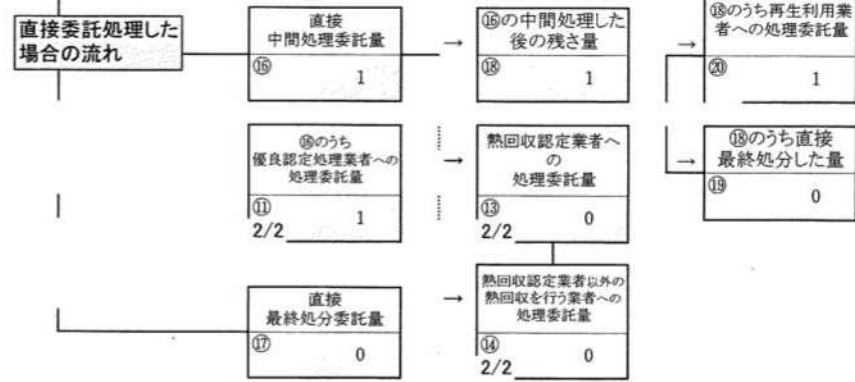 直接委託処理した
場合の流れ
直接
中間処理委託量
⑯
1
→
⑯の中間処理した
後の残さ量
⑱
1
→
⑱のうち再生利用業
者への処理委託量
⑳
1
⑯のうち
優良認定処理業者への
処理委託量
⑪
1
2/2
→
熱回収認定業者へ
の
処理委託量
⑬
0
2/2
→
⑱のうち直接
最終処分した量
⑲
0
直接
最終処分委託量
⑰
0
→
熱回収認定業者以外の
熱回収を行う業者への
処理委託量
⑭
0
2/2